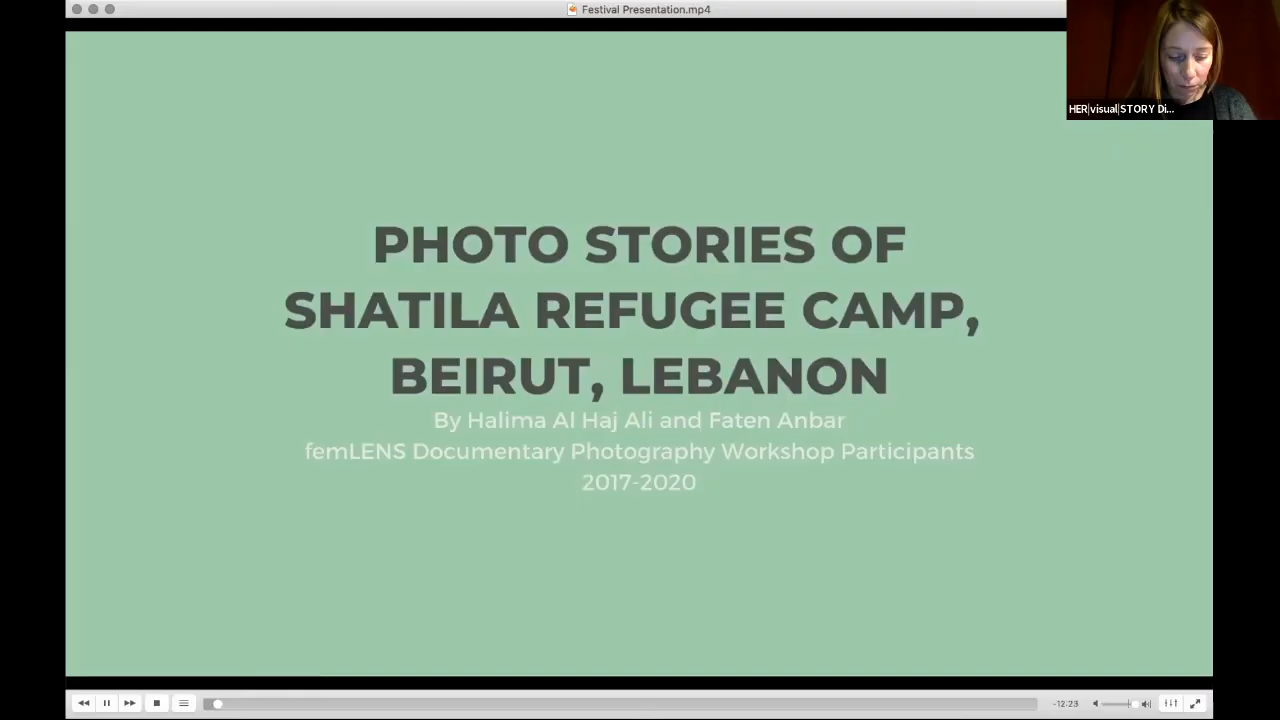 Festival Presentation.mp4
HER|visual|STORY Di...
PHOTO STORIES OF
SHATILA REFUGEE CAMP,
BEIRUT, LEBANON
By Halima Al Haj Ali and Faten Anbar
femLENS Documentary Photography Workshop Participants
2017-2020
-12:23